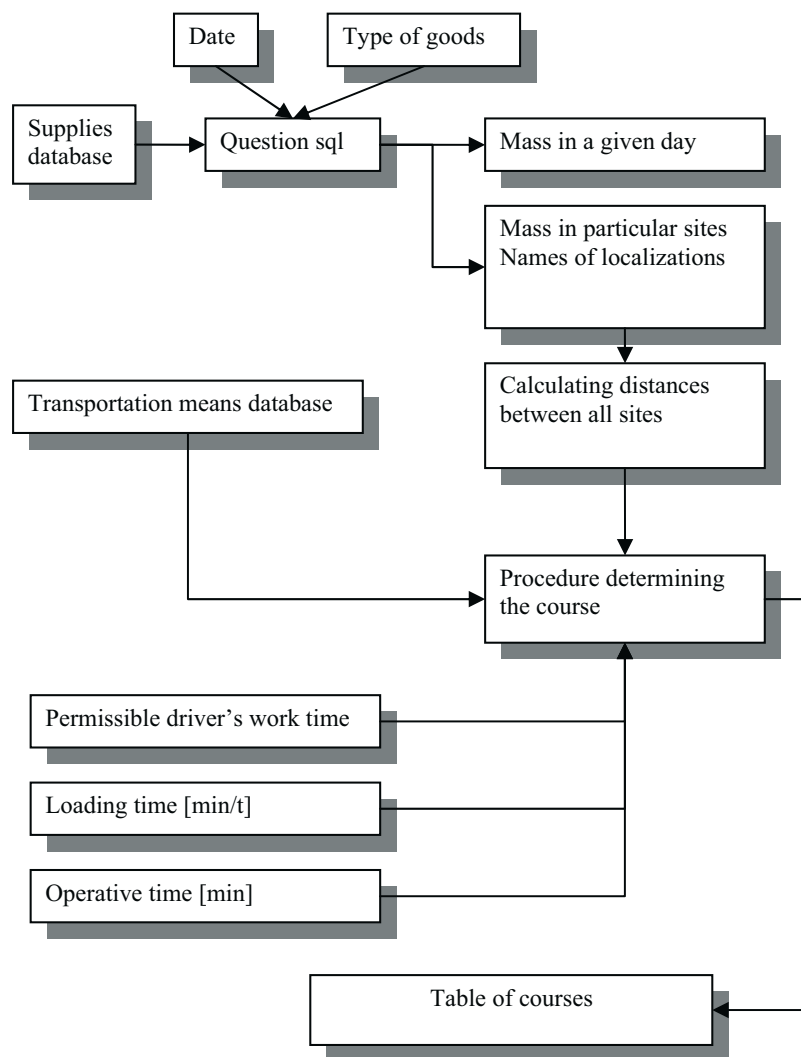 Date
Type of goods
Supplies
database
Question sql
Mass in a given day
Mass in particular sites
Names of localizations
Calculating distances
between all sites
Transportation means database
Procedure determining
the course
Permissible driver’s work time
Loading time [min/t]
Operative time [min]
Table of courses